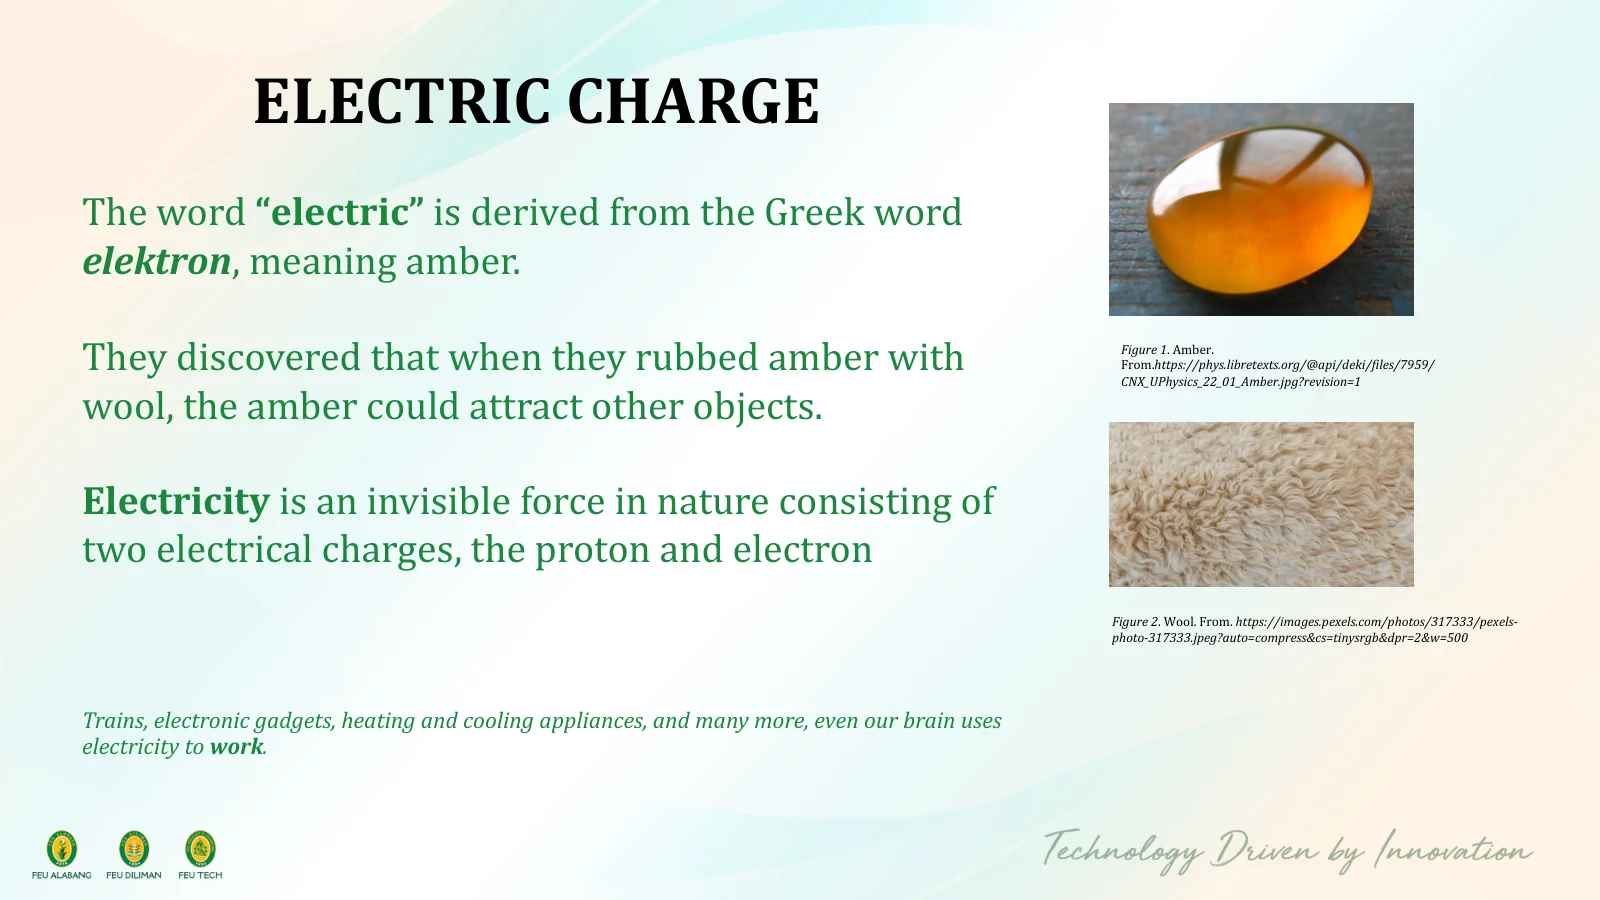 ELECTRIC CHARGE
The word “electric” is derived from the Greek word
elektron, meaning amber.
They discovered that when they rubbed amber with
wool, the amber could attract other objects.
Electricity is an invisible force in nature consisting of
two electrical charges, the proton and electron
Trains, electronic gadgets, heating and cooling appliances, and many more, even our brain uses
electricity to work.
Figure 1. Amber.
From.https://phys.libretexts.org/@api/deki/files/7959/
CNX_UPhysics_22_01_Amber.jpg?revision=1
Figure 2. Wool. From. https://images.pexels.com/photos/317333/pexels-
photo-317333.jpeg?auto=compress&cs=tinysrgb&dpr=2&w=500
FEU ALABANG
FEU DILIMAN
FEU TECH
Technology Driven by Innovation